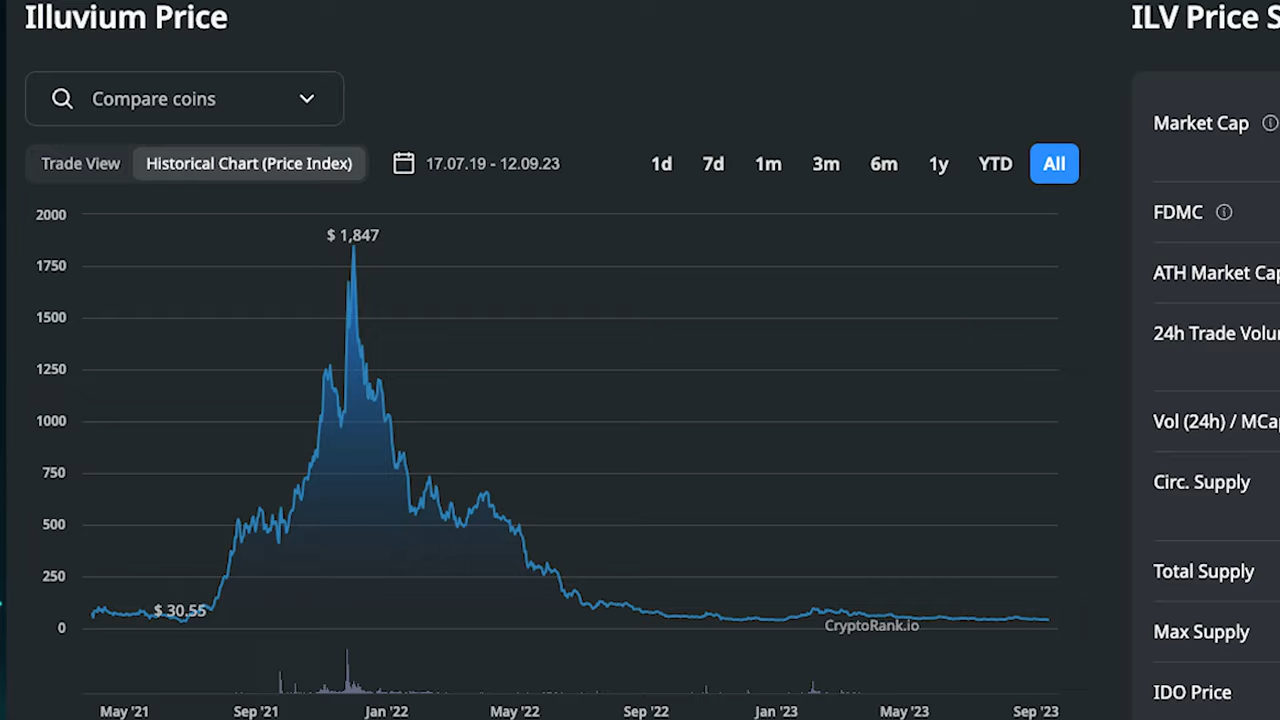 Illuvium Price
ILV Price S
Compare coins
Trade View Historical Chart (Price Index) 17.07.19 - 12.09.23 1d 7d 1m 3m 6m 1y YTD All
Market Cap
FDMC
ATH Market Cap
24h Trade Volu
Vol (24h) / MCap
Circ. Supply
Total Supply
Max Supply
IDO Price
2000
1750
1500
1250
1000
750
500
250
0
$ 1,847
$ 30.55
CryptoRank.io
May '21 Sep '21 Jan '22 May '22 Sep '22 Jan '23 May '23 Sep '23